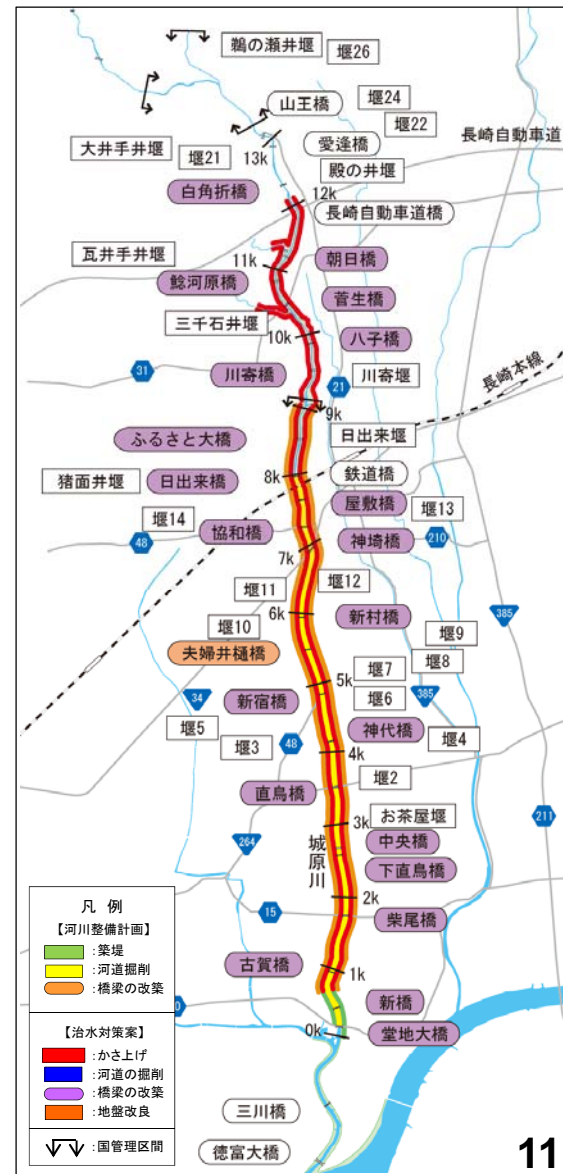 鵜の瀬井堰
堰26
山王橋
堰24
堰22
愛逢橋
長崎自動車道
大井手井堰
堰21
13k
殿の井堰
白角折橋
12k
長崎自動車道橋
瓦井手井堰
11k
朝日橋
鯰河原橋
菅生橋
三千石井堰
10k
八子橋
31
川寄橋
21
川寄堰
長崎本線
9k
ふるさと大橋
日出来堰
猪面井堰
日出来橋
8k
鉄道橋
屋敷橋
堰13
堰14
48
協和橋
7k
神埼橋
210
堰11
堰12
6k
新村橋
385
堰10
堰9
夫婦井樋橋
堰7
堰8
5k
34
新宿橋
堰6
385
堰5
堰3
48
神代橋
堰4
4k
直鳥橋
堰2
3k
お茶屋堰
211
264
城原川
中央橋
下直鳥橋
2k
15
柴尾橋
古賀橋
1k
新橋
0
0k
堂地大橋
三川橋
徳富大橋
凡 例
【河川整備計画】
:築堤
:河道掘削
:橋梁の改築
【治水対策案】
:かさ上げ
:河道の掘削
:橋梁の改築
:地盤改良
:国管理区間
11